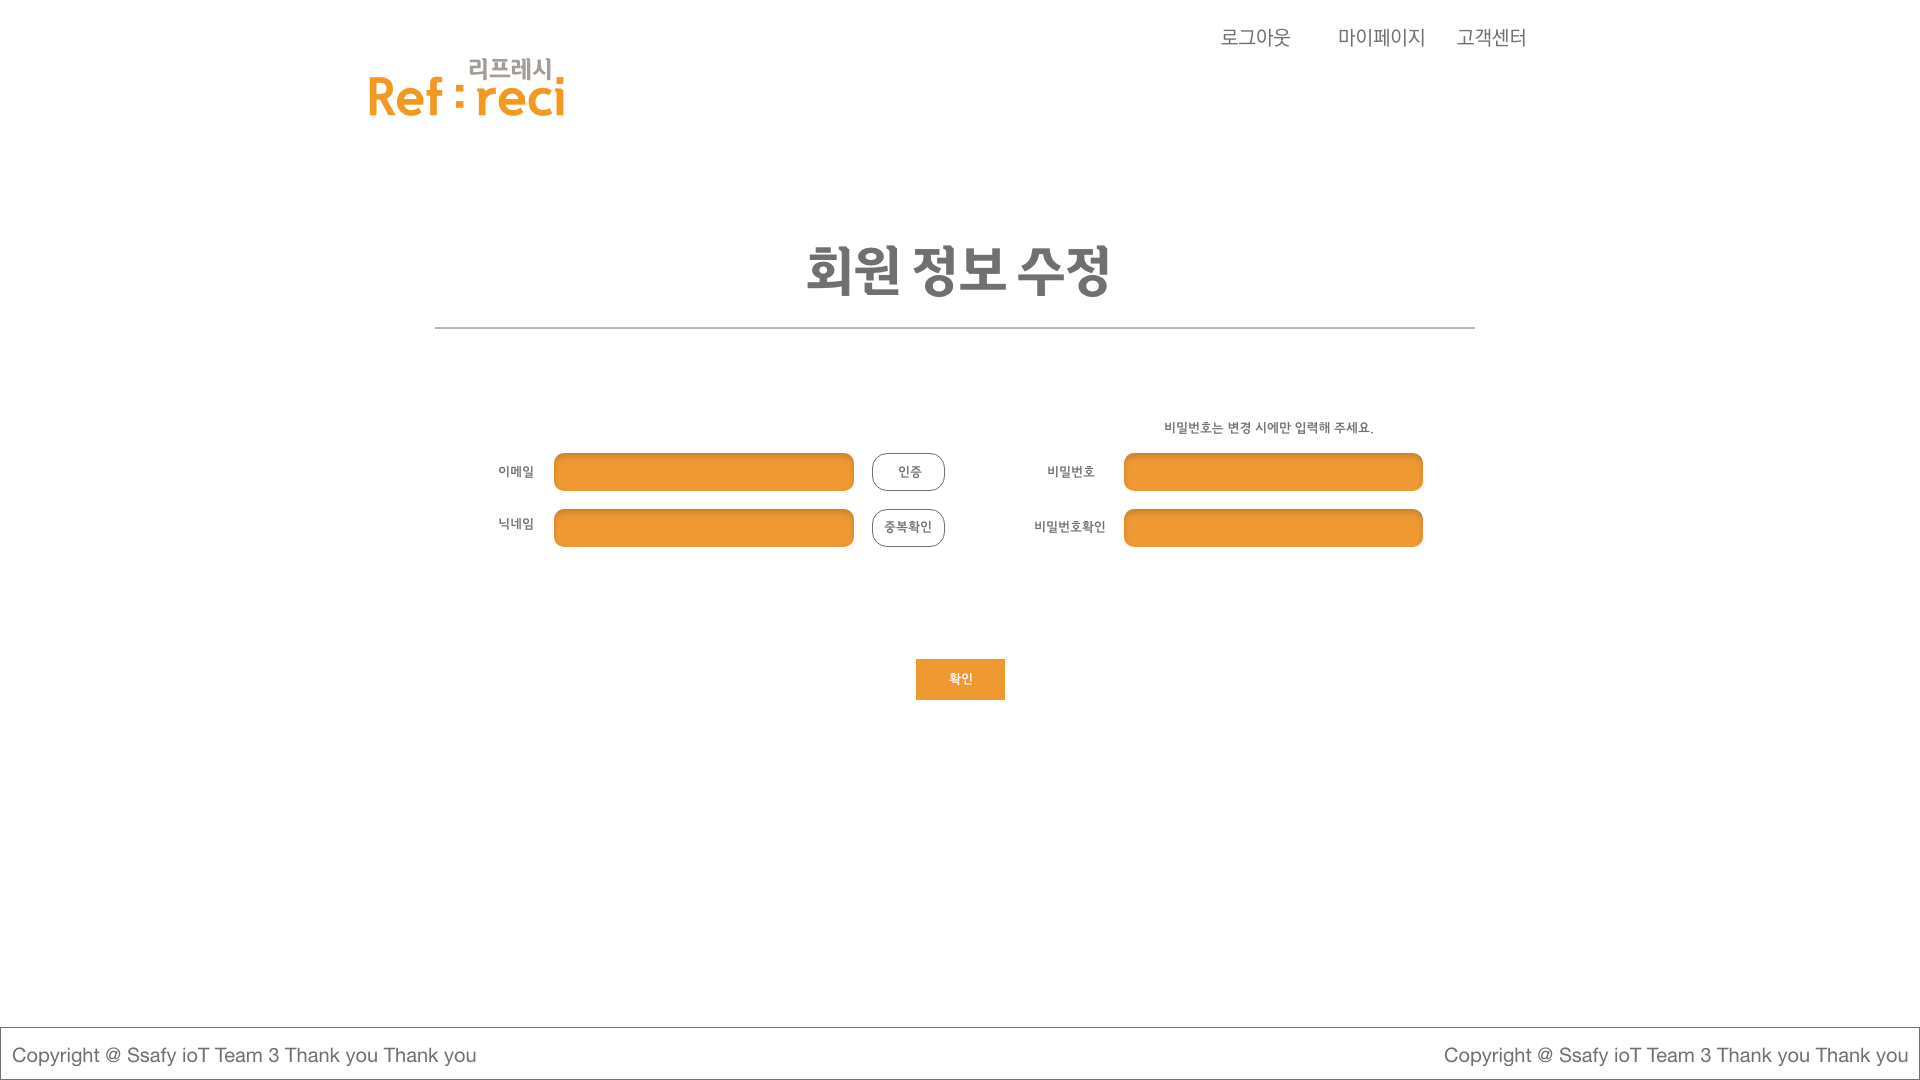 로그아웃 마이페이지 고객센터
리프레시
Ref : reci
회원 정보 수정
비밀번호는 변경 시에만 입력해 주세요.
이메일 인증 비밀번호
닉네임 중복확인 비밀번호확인
확인
Copyright @ Ssafy ioT Team 3 Thank you Thank you Copyright @ Ssafy ioT Team 3 Thank you Thank you